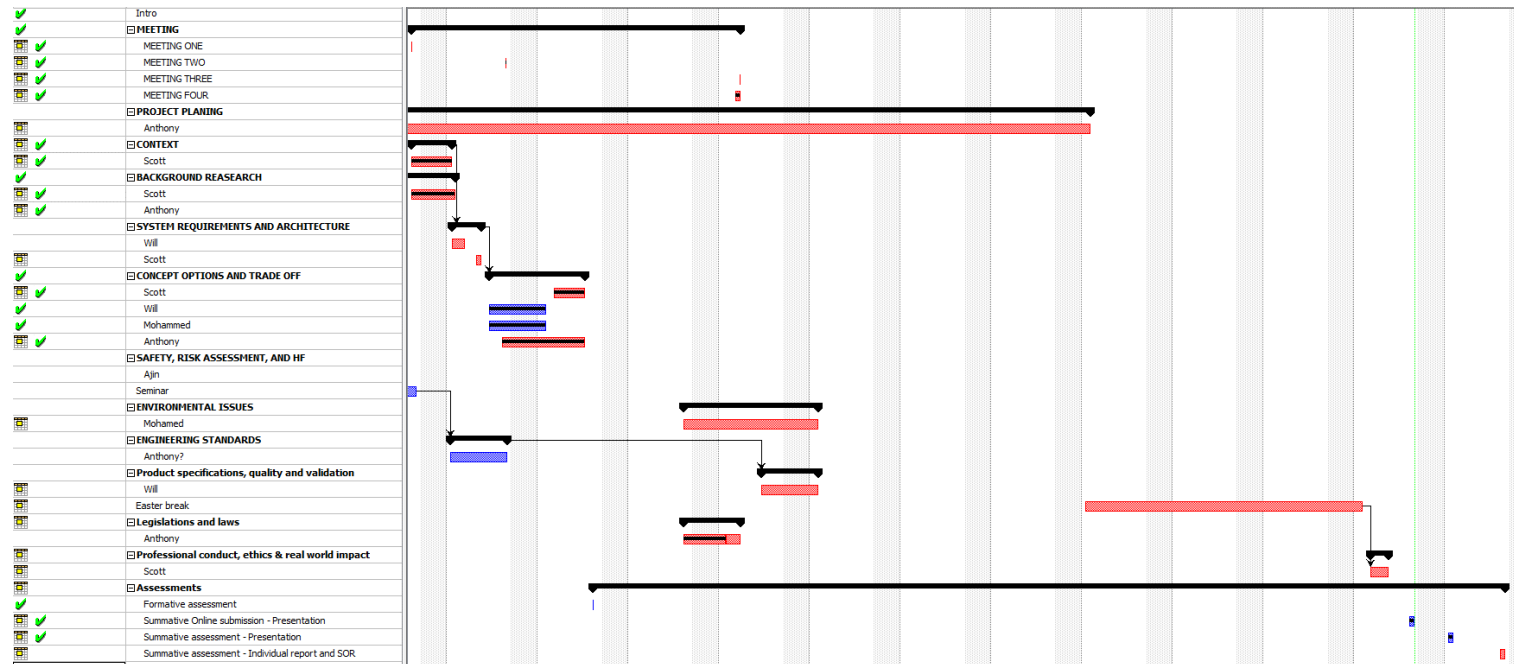 Intro
MEETING
MEETING ONE
MEETING TWO
MEETING THREE
MEETING FOUR
PROJECT PLANING
Anthony
CONTEXT
Scott
BACKGROUND REASEARCH
Scott
Anthony
SYSTEM REQUIREMENTS AND ARCHITECTURE
Will
Scott
CONCEPT OPTIONS AND TRADE OFF
Scott
Will
Mohammed
Anthony
SAFETY, RISK ASSESSMENT, AND HF
Ajin
Seminar
ENVIRONMENTAL ISSUES
Mohamed
ENGINEERING STANDARDS
Anthony?
Product specifications, quality and validation
Will
Easter break
Legislations and laws
Anthony
Professional conduct, ethics & real world impact
Scott
Assessments
Formative assessment
Summative Online submission - Presentation
Summative assessment - Presentation
Summative assessment - Individual report and SOR